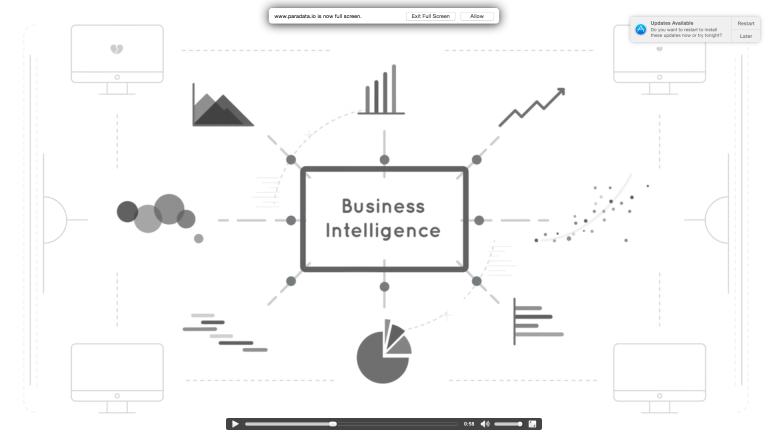 www.paradata.io is now full screen.
Exit Full Screen
Allow
Updates Available
Do you want to restart to install
these updates now or try tonight?
Restart
Later
Business
Intelligence
0:58